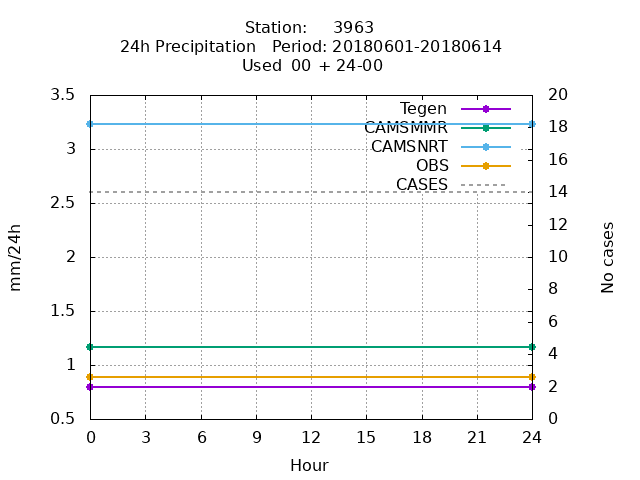 Station:     3963
24h Precipitation   Period: 20180601-20180614
Used  00 + 24-00
3.5
3
2.5
2
1.5
1
0.5
mm/24h
Tegen
CAMSMMR
CAMSNRT
OBS
CASES
20
18
16
14
12
10
8
6
4
2
0
No cases
0 3 6 9 12 15 18 21 24
Hour